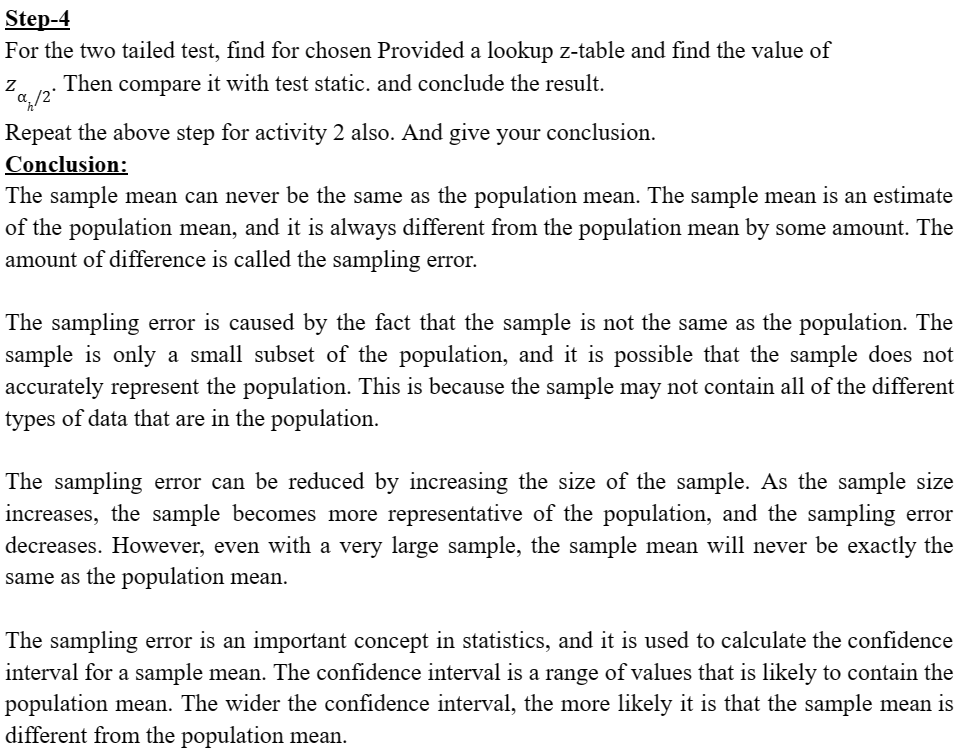 Step-4
For the two tailed test, find for chosen Provided a lookup z-table and find the value of
z α_h/2. Then compare it with test static. and conclude the result.
Repeat the above step for activity 2 also. And give your conclusion.
Conclusion:
The sample mean can never be the same as the population mean. The sample mean is an estimate
of the population mean, and it is always different from the population mean by some amount. The
amount of difference is called the sampling error.
The sampling error is caused by the fact that the sample is not the same as the population. The
sample is only a small subset of the population, and it is possible that the sample does not
accurately represent the population. This is because the sample may not contain all of the different
types of data that are in the population.
The sampling error can be reduced by increasing the size of the sample. As the sample size
increases, the sample becomes more representative of the population, and the sampling error
decreases. However, even with a very large sample, the sample mean will never be exactly the
same as the population mean.
The sampling error is an important concept in statistics, and it is used to calculate the confidence
interval for a sample mean. The confidence interval is a range of values that is likely to contain the
population mean. The wider the confidence interval, the more likely it is that the sample mean is
different from the population mean.